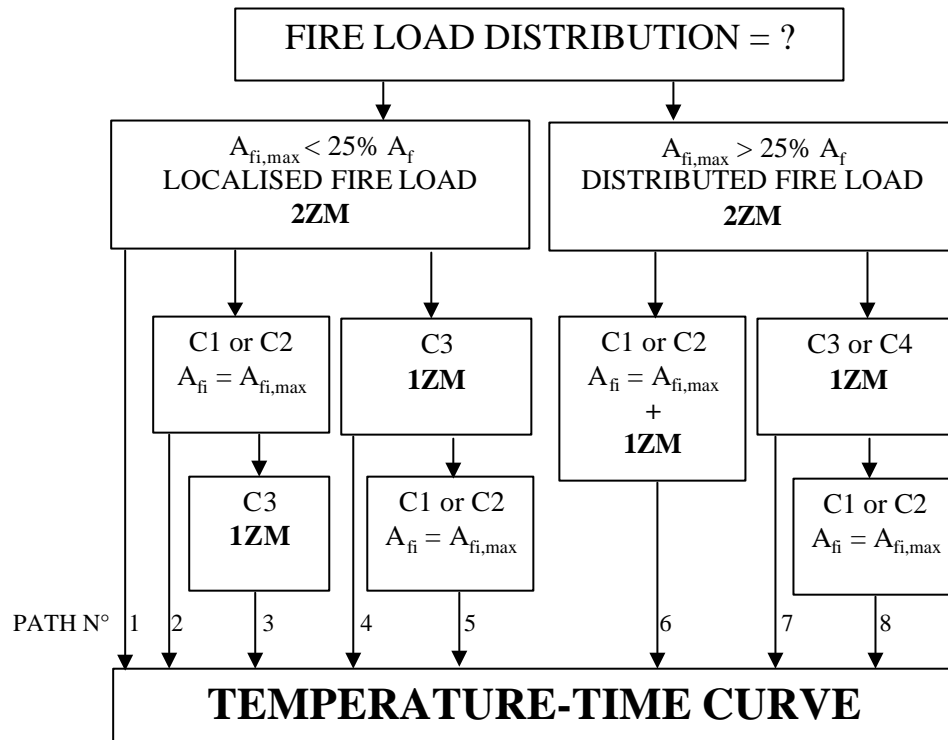 FIRE LOAD DISTRIBUTION = ?
A_fi,max < 25% A_f
LOCALISED FIRE LOAD
2ZM
A_fi,max > 25% A_f
DISTRIBUTED FIRE LOAD
2ZM
C1 or C2
A_fi = A_fi,max
C3
1ZM
C1 or C2
A_fi = A_fi,max
+
1ZM
C3 or C4
1ZM
C3
1ZM
C1 or C2
A_fi = A_fi,max
C1 or C2
A_fi = A_fi,max
PATH N° 1 2 3 4 5 6 7 8
TEMPERATURE-TIME CURVE